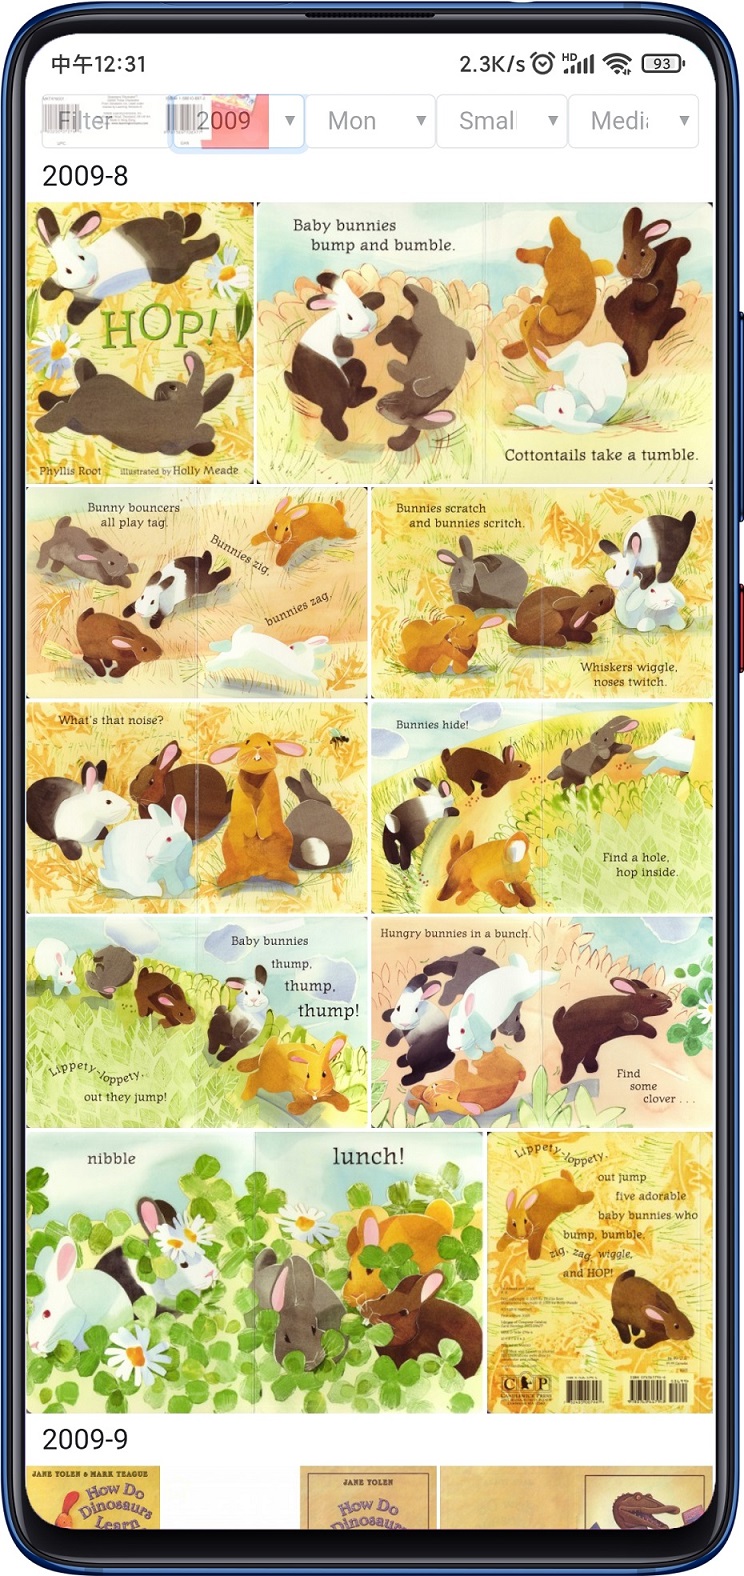 中午12:31
2.3K/s HD 93
Filter 2009 ▼ Mon ▼ Smal ▼ Media ▼
2009-8
HOP!
Phyllis Root illustrated by Holly Meade
Baby bunnies
bump and bumble.
Cottontails take a tumble.
Bunny bouncers
all play tag.
Bunnies zig,
bunnies zag,
Bunnies scratch
and bunnies scritch.
Whiskers wiggle,
noses twitch.
What's that noise?
Bunnies hide!
Find a hole,
hop inside.
Baby bunnies
thump,
thump,
thump!
Lippety-loppety,
out they jump!
Hungry bunnies in a bunch.
Find
some
clover . . .
nibble
lunch!
Lippety-loppety,
out jump
five adorable
baby bunnies who
bump, bumble,
zig, zag, wiggle,
and HOP!
CANDLEWICK PRESS
2009-9
JANE YOLEN & MARK TEAGUE
How Do
Dinosaurs
Learn
JANE YOLEN
How Do
Dinosaurs